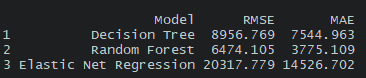 Model RMSE MAE
1 Decision Tree 8956.769 7544.963
2 Random Forest 6474.105 3775.109
3 Elastic Net Regression 20317.779 14526.702